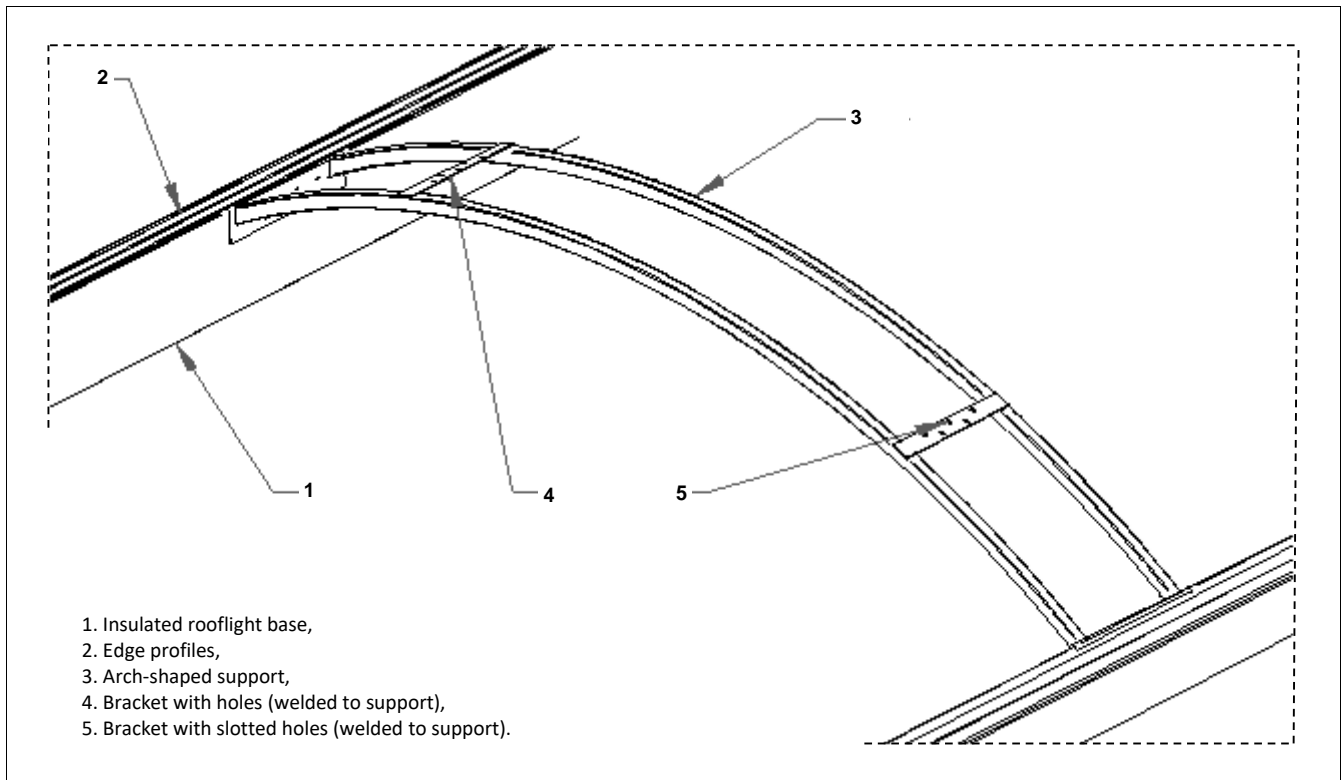 2
3
1
4
5
1. Insulated rooflight base,
2. Edge profiles,
3. Arch-shaped support,
4. Bracket with holes (welded to support),
5. Bracket with slotted holes (welded to support).